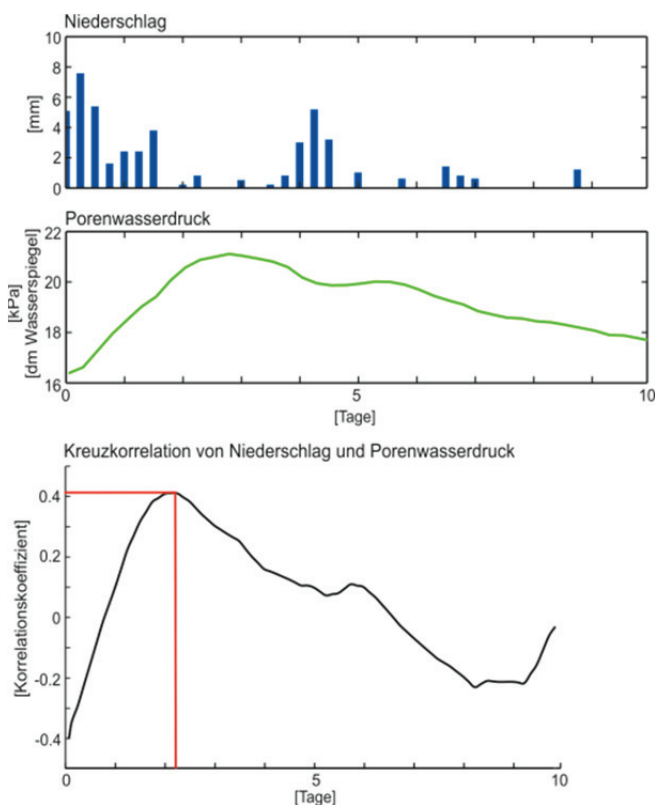 Niederschlag
10
8
6
4
2
0
[mm]
Porenwasserdruck
22
20
18
16
[kPa]
[dm Wasserspiegel]
0 5 10
[Tage]
Kreuzkorrelation von Niederschlag und Porenwasserdruck
0.4
0.2
0
-0.2
-0.4
[Korrelationskoeffizient]
0 5 10
[Tage]